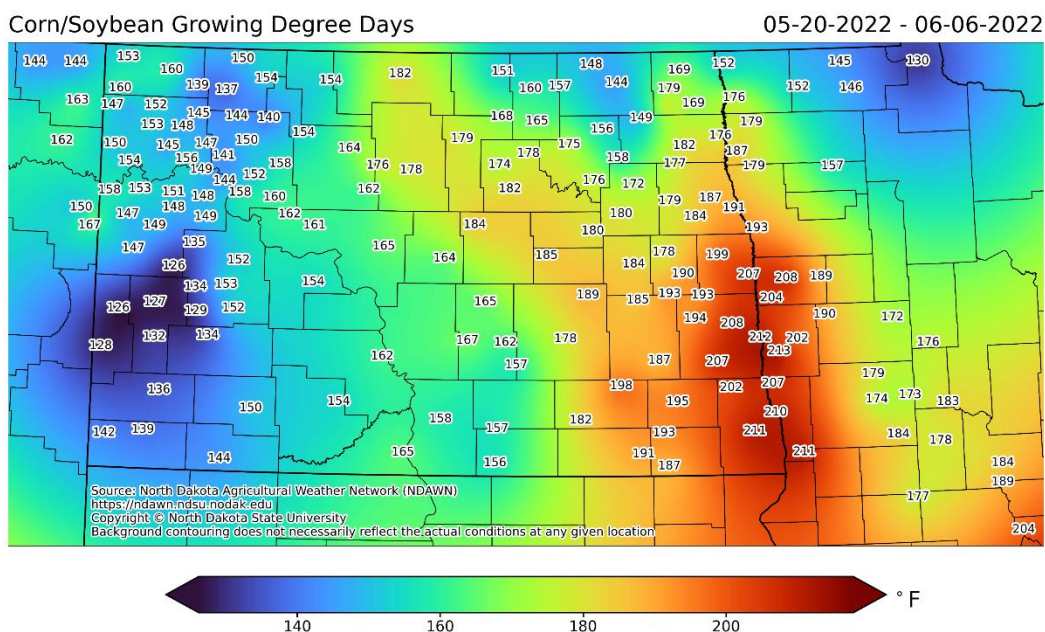 Corn/Soybean Growing Degree Days 05-20-2022 - 06-06-2022
144 144 153 150 148 152 145 130
160 154 154 182 151 169
160 139 137 160 157 144 179 152 146
163 147 152 169 176
145 144 140 168 165 149
153 148 154 156 179
162 150 145 147 150 164 179 175 182 176
154 156 141 158 176 178 174 178 158 177 187 179 157
149
158 153 151 144 152 162 182 176 172
148 158 160 179 187
150 147 148 149 162 180 184 191
167 149 161 184 180 193
147 135 165
126 152 164 185 184 178 199
134 153 154 190 207 208 189
126 127 129 152 165 189 185 193 193 204
194 190 172
128 132 134 167 162 178 208 212 202 176
162 157 187 207 213
136 198 202 207 179
150 154 195 174 173 183
142 139 158 157 182 193 210 211 184 178
144 165 156 191 187 211 184
189
177
204
Source: North Dakota Agricultural Weather Network (NDAWN)
https://ndawn.ndsu.nodak.edu
Copyright © North Dakota State University
Background contouring does not necessarily reflect the actual conditions at any given location
° F
140 160 180 200